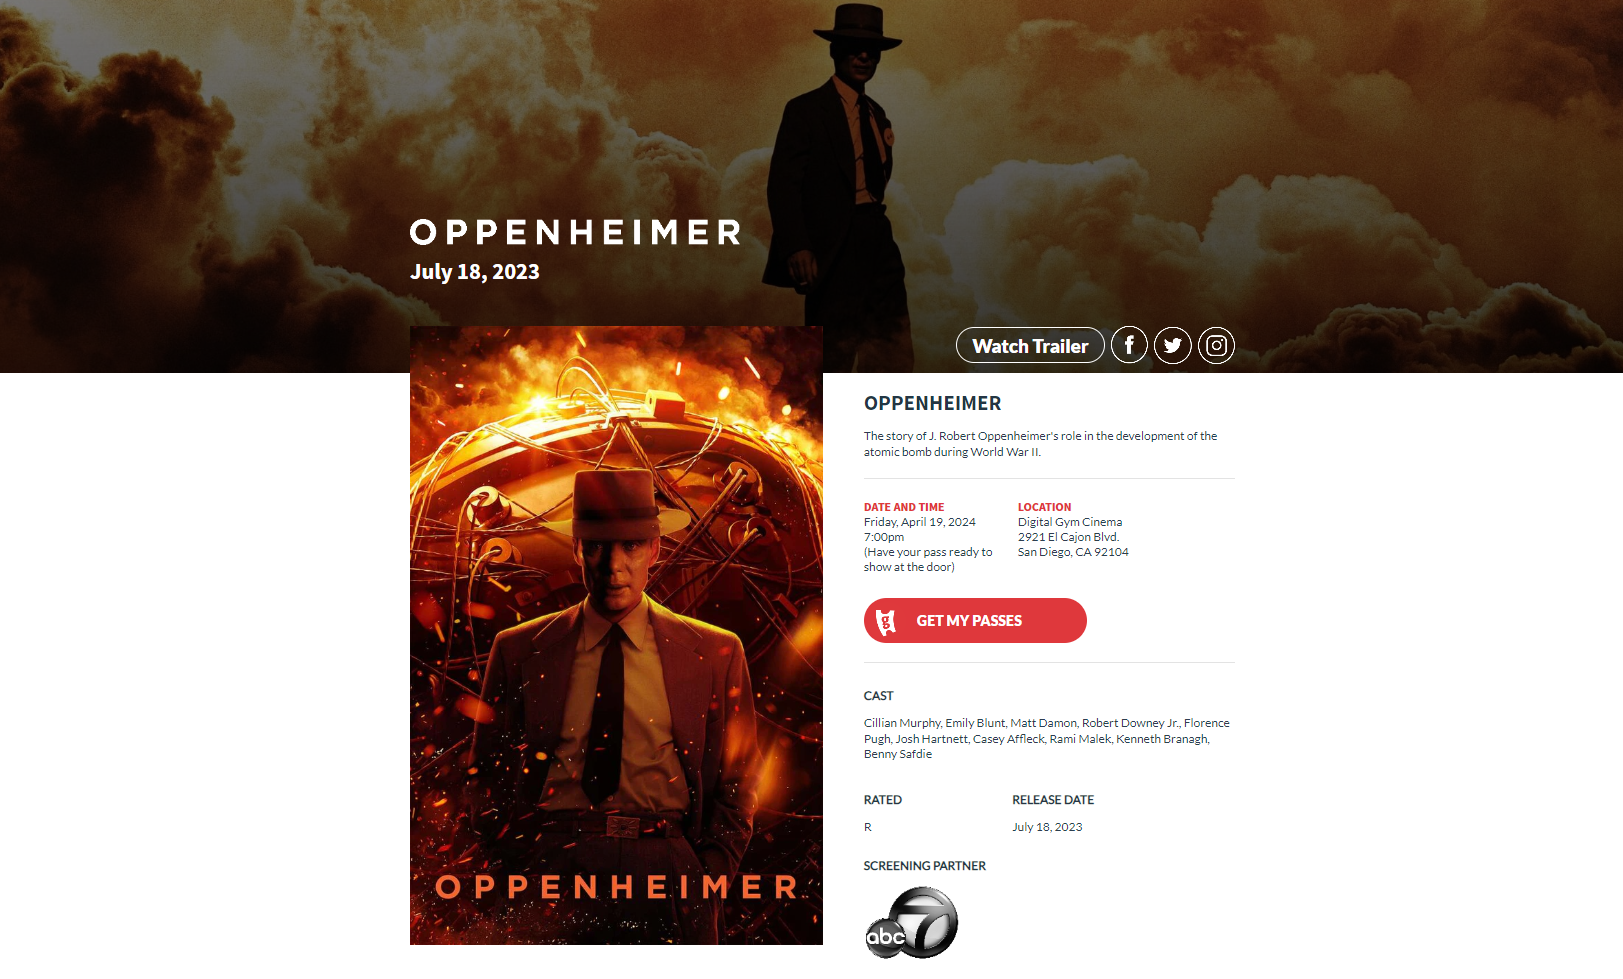 OPPENHEIMER
July 18, 2023
Watch Trailer
OPPENHEIMER
The story of J. Robert Oppenheimer's role in the development of the
atomic bomb during World War II.
DATE AND TIME
Friday, April 19, 2024
7:00pm
(Have your pass ready to
show at the door)
LOCATION
Digital Gym Cinema
2921 El Cajon Blvd.
San Diego, CA 92104
g
GET MY PASSES
CAST
Cillian Murphy, Emily Blunt, Matt Damon, Robert Downey Jr., Florence
Pugh, Josh Hartnett, Casey Affleck, Rami Malek, Kenneth Branagh,
Benny Safdie
RATED
R
RELEASE DATE
July 18, 2023
SCREENING PARTNER
abc 7
OPPENHEIMER